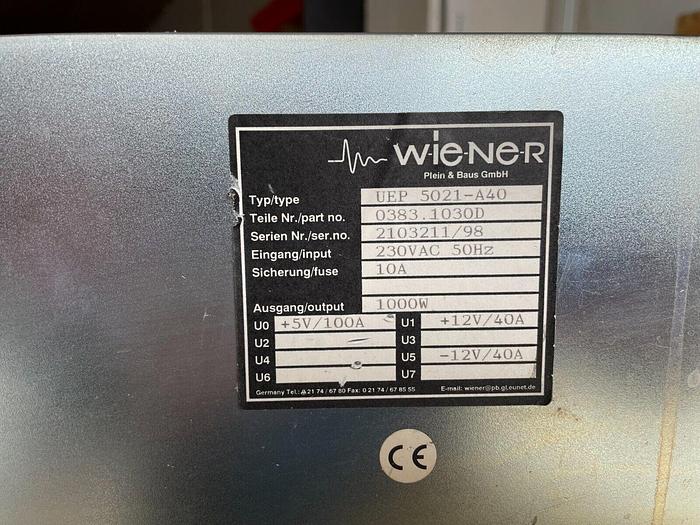 W-IE-NE-R
Plein & Baus GmbH
Typ/type UEP 5021-A40
Teile Nr./part no. 0383.1030D
Serien Nr./ser.no. 2103211/98
Eingang/input 230VAC 50Hz
Sicherung/fuse 10A
Ausgang/output 1000W
U0 +5V/100A U1 +12V/40A
U2 U3
U4 U5 -12V/40A
U6 U7
Germany Tel.: 0 21 74 / 67 80 Fax: 0 21 74 / 67 85 55 E-mail: wiener@pb.gl.eunet.de
CE